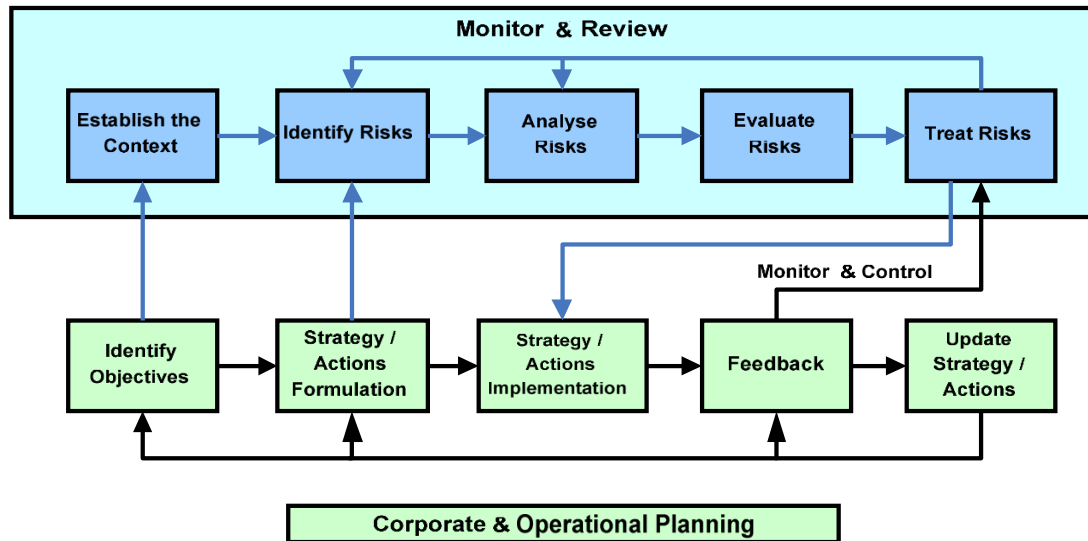 Monitor & Review
Establish the
Context
Identify Risks
Analyse
Risks
Evaluate
Risks
Treat Risks
Monitor & Control
Identify
Objectives
Strategy /
Actions
Formulation
Strategy /
Actions
Implementation
Feedback
Update
Strategy /
Actions
Corporate & Operational Planning